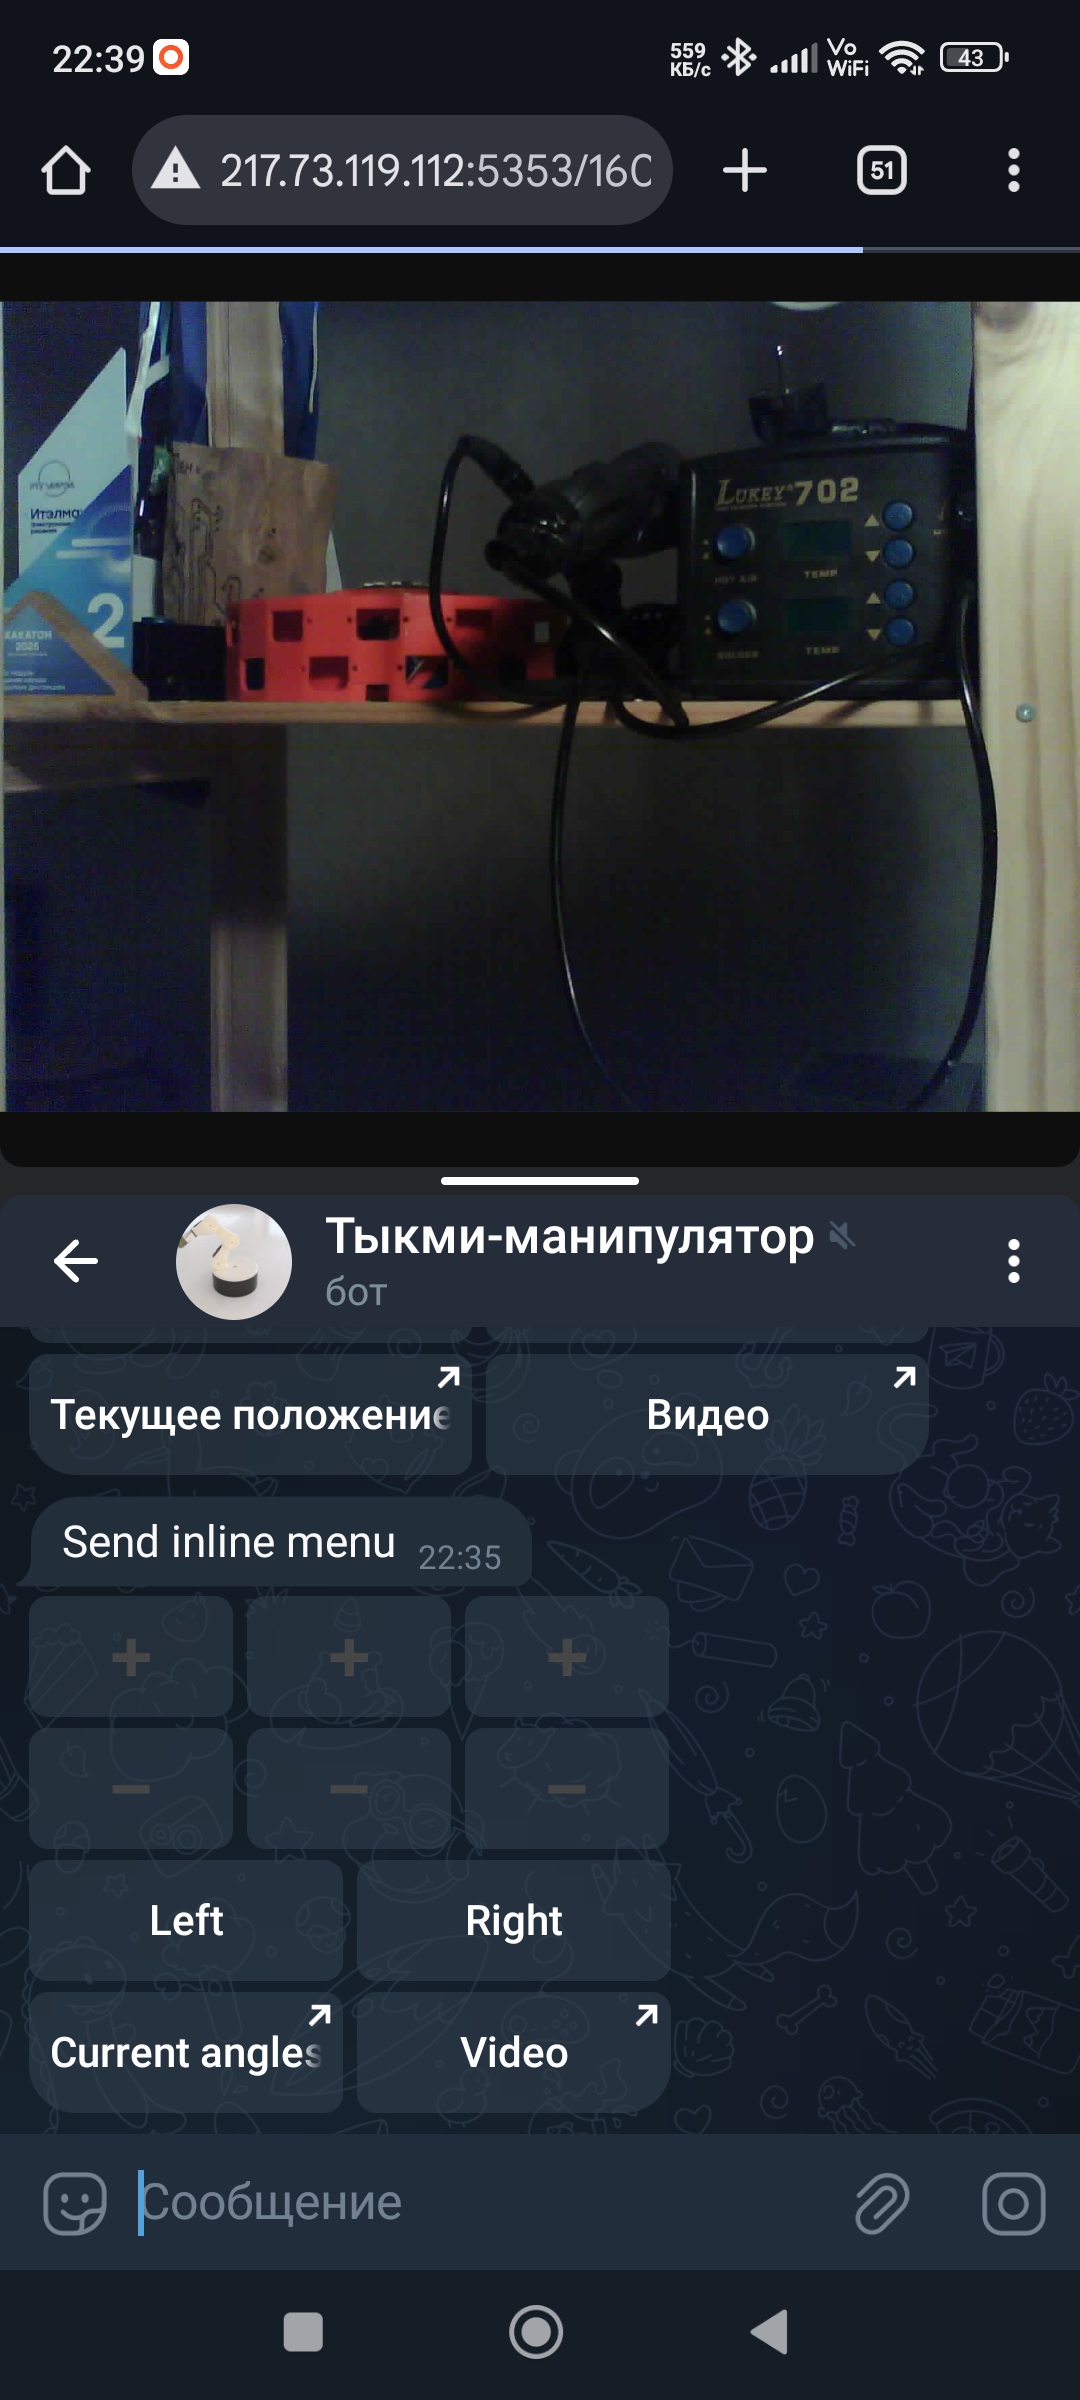 22:39
559
КБ/с
Vo
WiFi
43
217.73.119.112:5353/16
51
LUKEY 702
HOT AIR
TEMP
SOLDER
TEMP
Итэлма
2
ХАКАТОН
2025
Тыкми-манипулятор
бот
Текущее положение
Видео
Send inline menu 22:35
+ + +
− − −
Left Right
Current angles Video
Сообщение